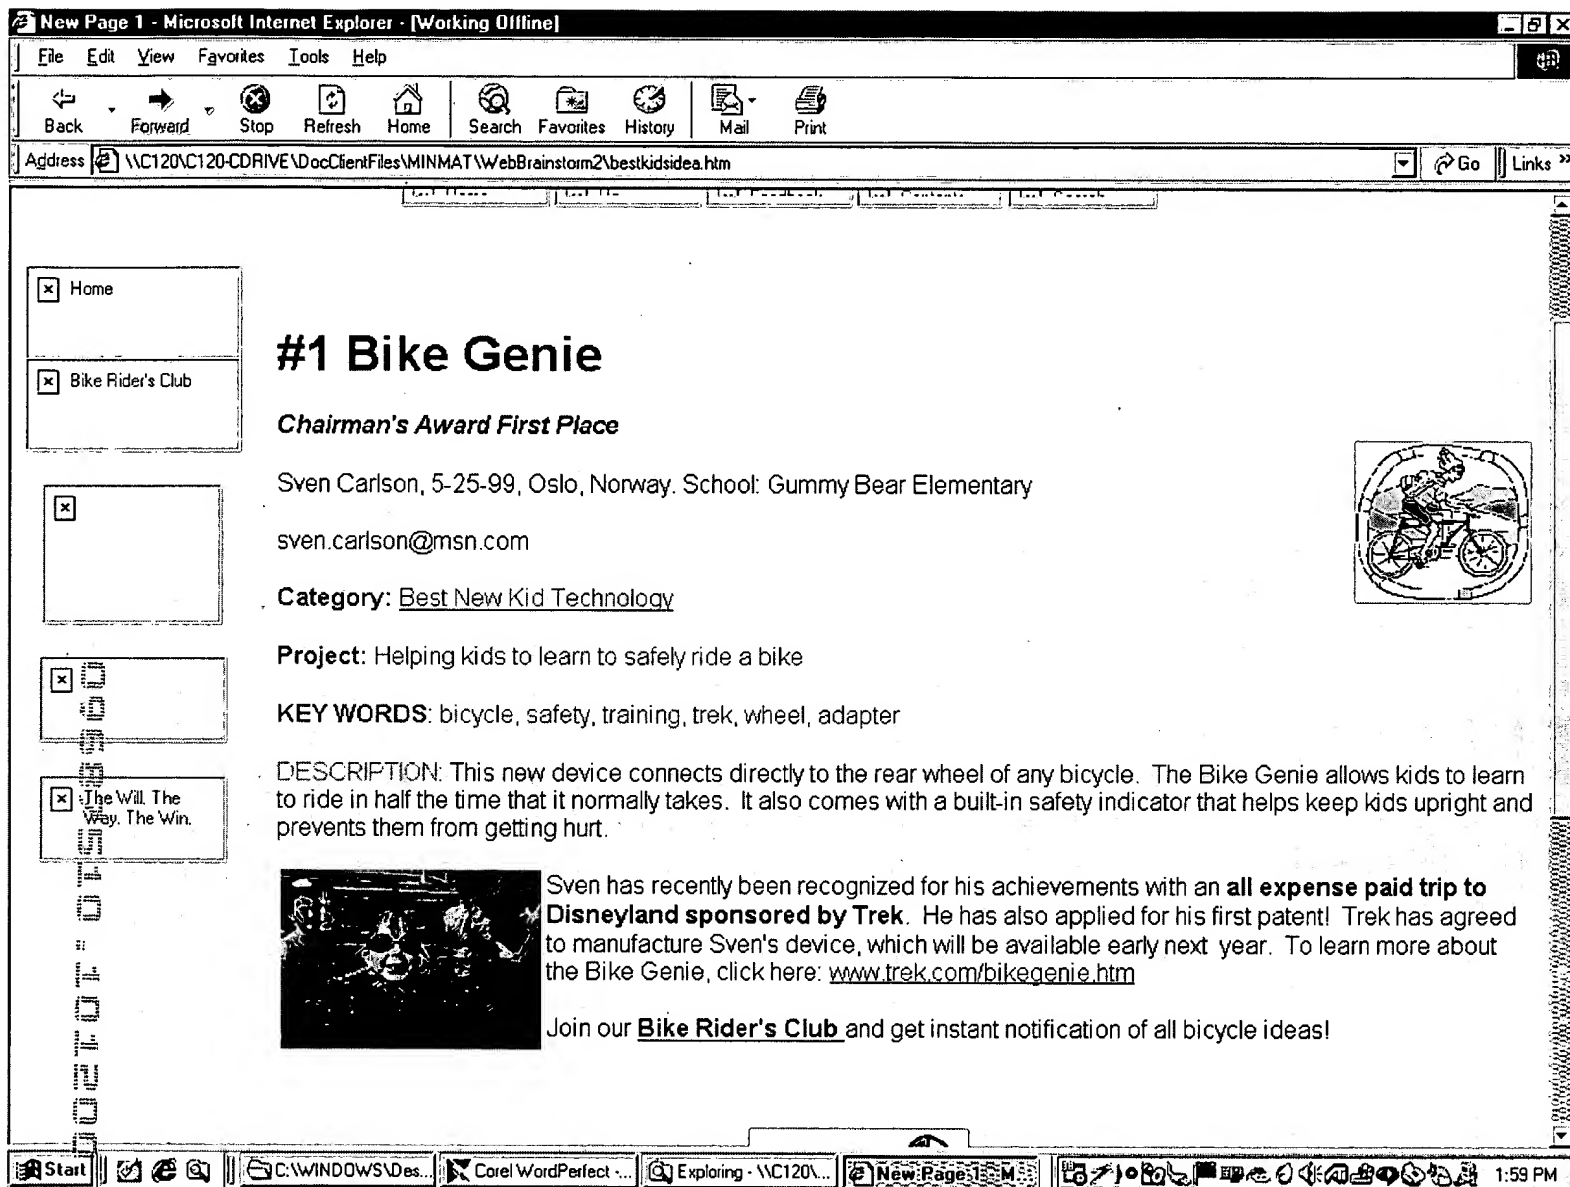 New Page 1 - Microsoft Internet Explorer - [Working Offline]
File Edit View Favorites Tools Help
Back Forward Stop Refresh Home Search Favorites History Mail Print
Address \\C120\C120-CDRIVE\DocClientFiles\MINMAT\WebBrainstorm2\bestkidsidea.htm Go Links »
Home
Bike Rider's Club
#1 Bike Genie
Chairman's Award First Place
Sven Carlson, 5-25-99, Oslo, Norway. School: Gummy Bear Elementary
sven.carlson@msn.com
Category: Best New Kid Technology
Project: Helping kids to learn to safely ride a bike
KEY WORDS: bicycle, safety, training, trek, wheel, adapter
DESCRIPTION: This new device connects directly to the rear wheel of any bicycle. The Bike Genie allows kids to learn
to ride in half the time that it normally takes. It also comes with a built-in safety indicator that helps keep kids upright and
prevents them from getting hurt.
The Will. The
Way. The Win.
Sven has recently been recognized for his achievements with an all expense paid trip to
Disneyland sponsored by Trek. He has also applied for his first patent! Trek has agreed
to manufacture Sven's device, which will be available early next year. To learn more about
the Bike Genie, click here: www.trek.com/bikegenie.htm
Join our Bike Rider's Club and get instant notification of all bicycle ideas!
Start C:\WINDOWS\Des... Corel WordPerfect -... Exploring - \\C120\... New Page 1 - M... 1:59 PM